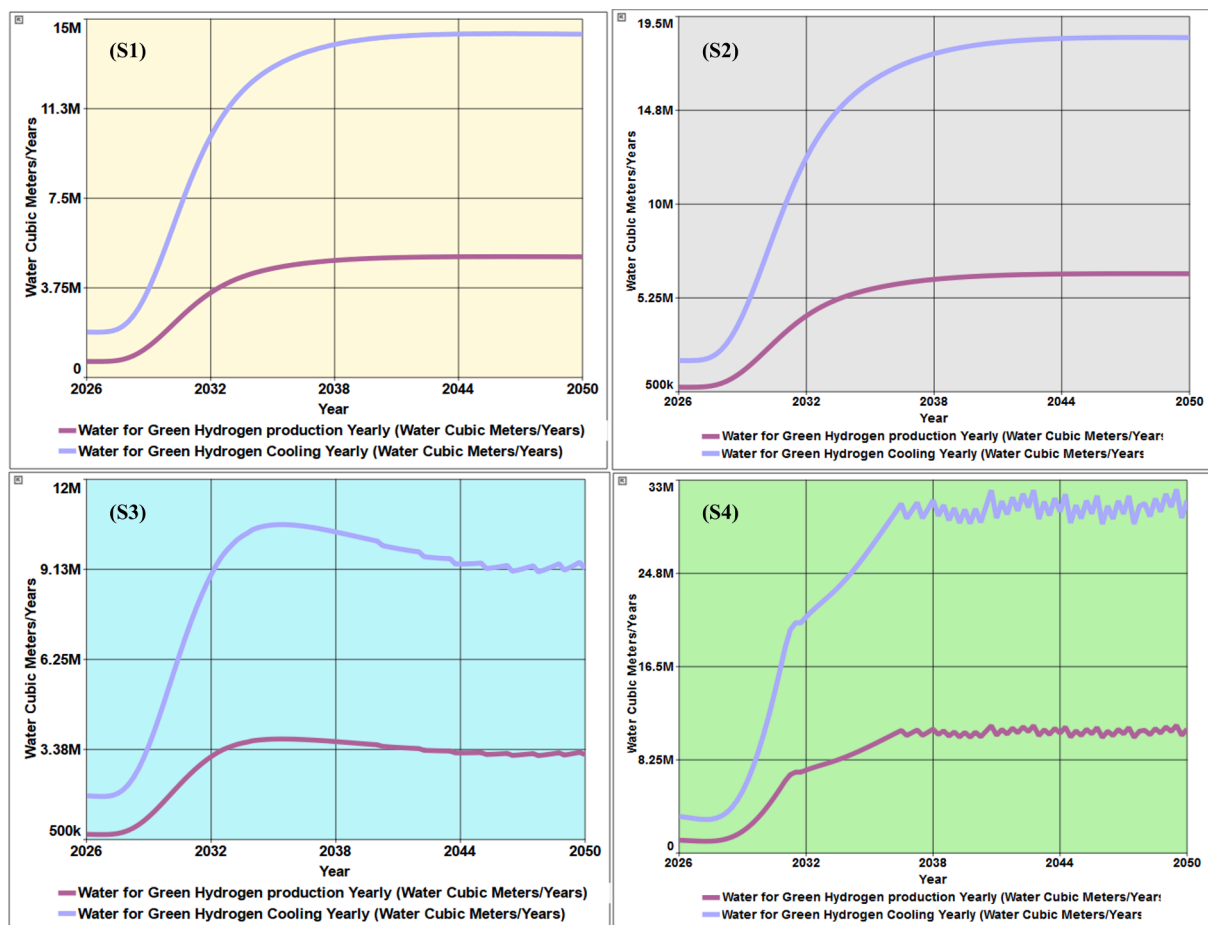 (S1)
15M
11.3M
7.5M
3.75M
0
Water Cubic Meters/Years
2026
2032
2038
2044
2050
Year
Water for Green Hydrogen production Yearly (Water Cubic Meters/Years)
Water for Green Hydrogen Cooling Yearly (Water Cubic Meters/Years)
(S2)
19.5M
14.8M
10M
5.25M
500k
Water Cubic Meters/Years
2026
2032
2038
2044
2050
Year
Water for Green Hydrogen production Yearly (Water Cubic Meters/Years
Water for Green Hydrogen Cooling Yearly (Water Cubic Meters/Years
(S3)
12M
9.13M
6.25M
3.38M
500k
Water Cubic Meters/Years
2026
2032
2038
2044
2050
Year
Water for Green Hydrogen production Yearly (Water Cubic Meters/Years)
Water for Green Hydrogen Cooling Yearly (Water Cubic Meters/Years)
(S4)
33M
24.8M
16.5M
8.25M
0
Water Cubic Meters/Years
2026
2032
2038
2044
2050
Year
Water for Green Hydrogen production Yearly (Water Cubic Meters/Years
Water for Green Hydrogen Cooling Yearly (Water Cubic Meters/Years